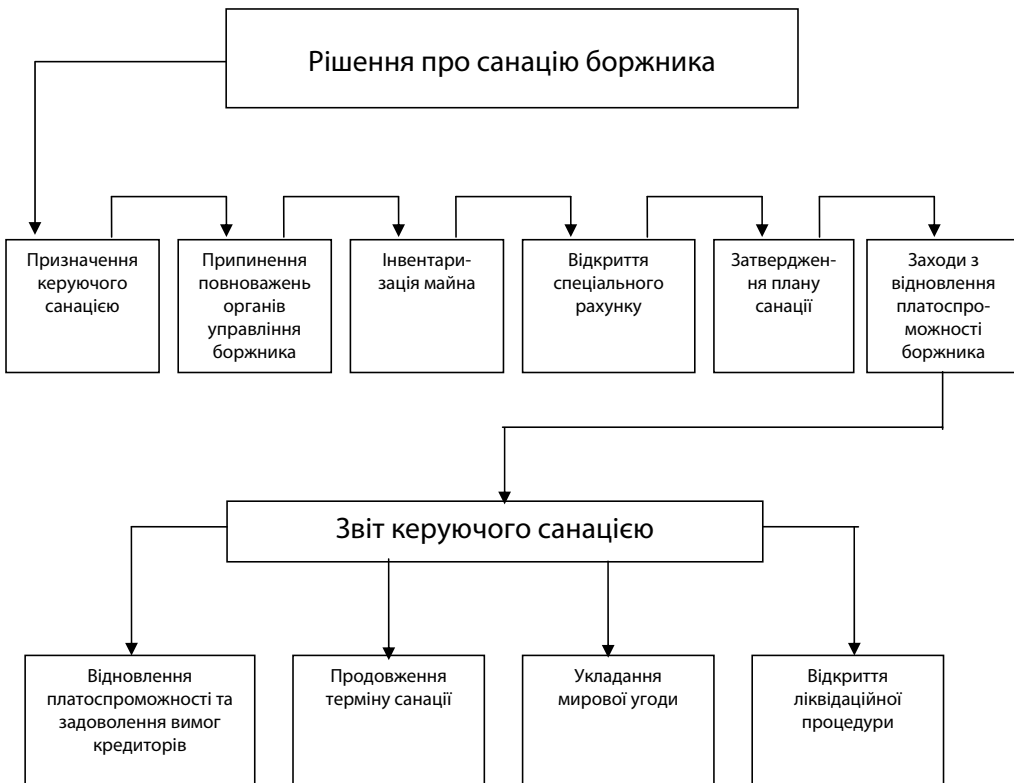 Рішення про санацію боржника
Призначення
керуючого
санацією
Припинення
повноважень
органів
управління
боржника
Інвентари-
зація майна
Відкриття
спеціального
рахунку
Затверджен-
ня плану
санації
Заходи з
відновлення
платоспро-
можності
боржника
Звіт керуючого санацією
Відновлення
платоспроможності та
задоволення вимог
кредиторів
Продовження
терміну санації
Укладання
мирової угоди
Відкриття
ліквідаційної
процедури